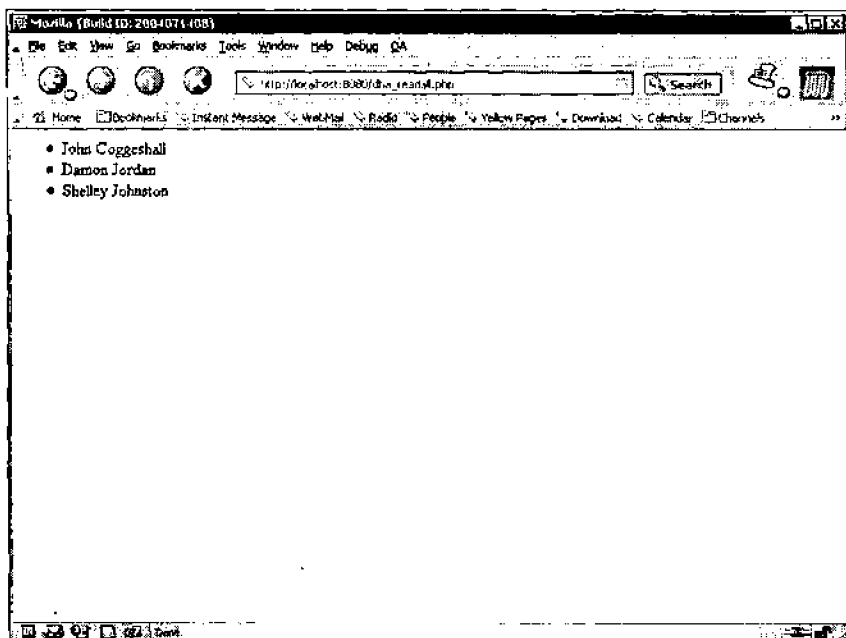 Mozilla {Build ID: 2004071408}
File Edit View Go Bookmarks Tools Window Help Debug QA
http://localhost:8080/dba_readall.php Search
Home Bookmarks Instant Message WebMail Radio People Yellow Pages Download Calendar Channels
• John Coggeshall
• Damon Jordan
• Shelley Johnston
Done